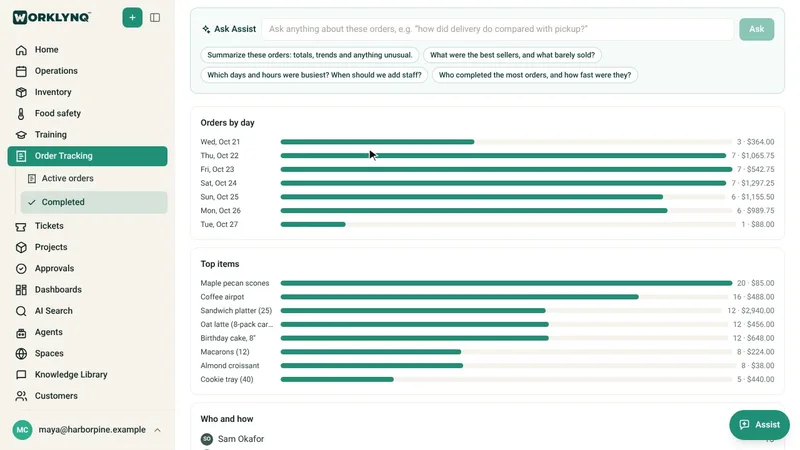 WORKLYNQ
Home
Operations
Inventory
Food safety
Training
Order Tracking
Active orders
Completed
Tickets
Projects
Approvals
Dashboards
AI Search
Agents
Spaces
Knowledge Library
Customers
MC maya@harborpine.example
Ask Assist Ask anything about these orders, e.g. "how did delivery do compared with pickup?" Ask
Summarize these orders: totals, trends and anything unusual. What were the best sellers, and what barely sold?
Which days and hours were busiest? When should we add staff? Who completed the most orders, and how fast were they?
Orders by day
Wed, Oct 21 3 · $364.00
Thu, Oct 22 7 · $1,065.75
Fri, Oct 23 7 · $542.75
Sat, Oct 24 7 · $1,297.25
Sun, Oct 25 6 · $1,155.50
Mon, Oct 26 6 · $989.75
Tue, Oct 27 1 · $88.00
Top items
Maple pecan scones 20 · $85.00
Coffee airpot 16 · $488.00
Sandwich platter (25) 12 · $2,940.00
Oat latte (8-pack car... 12 · $456.00
Birthday cake, 8" 12 · $648.00
Macarons (12) 8 · $224.00
Almond croissant 8 · $38.00
Cookie tray (40) 5 · $440.00
Who and how
SO Sam Okafor
Assist